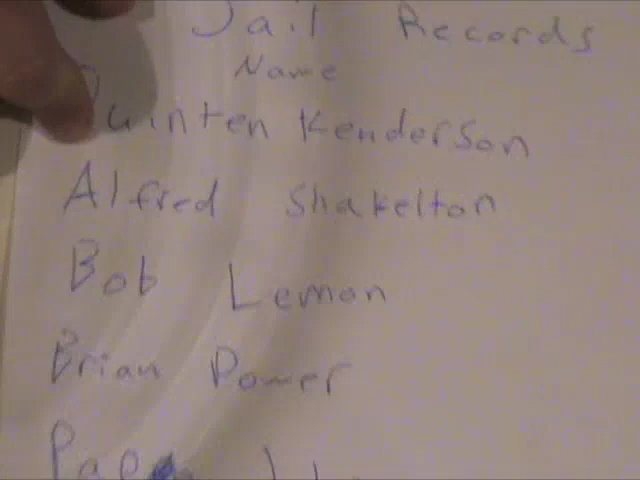 Jail Records
Name
Quinten Kenderson
Alfred Shakelton
Bob Lemon
Brian Power